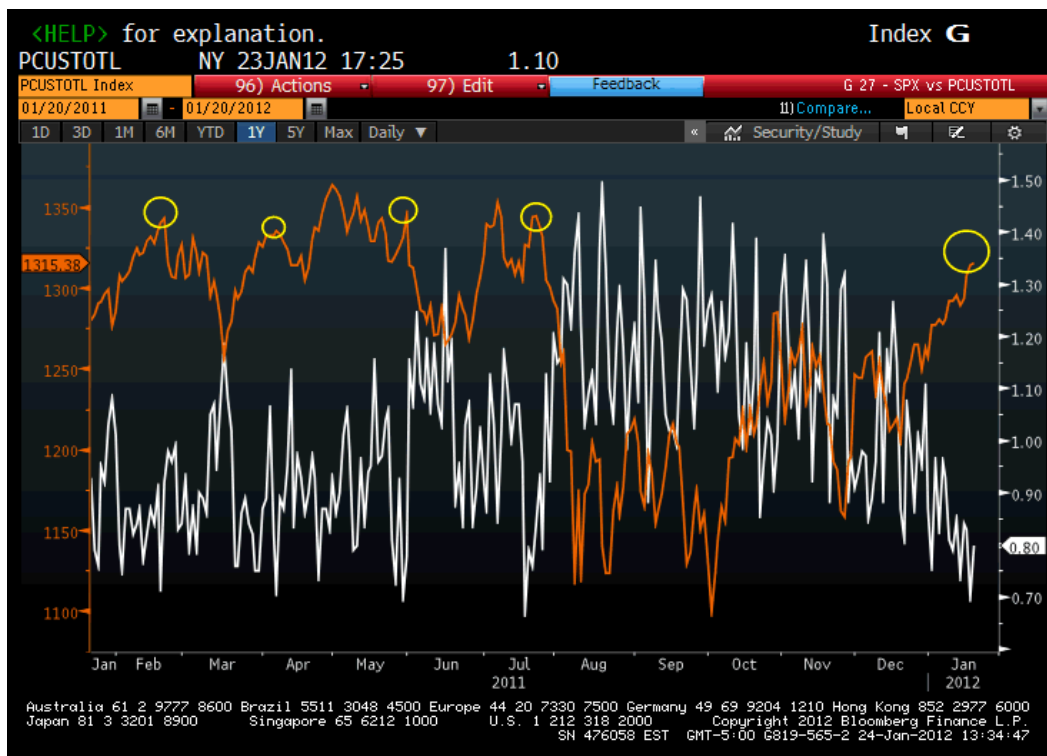 <HELP> for explanation. Index G
PCUSTOTL NY 23JAN12 17:25 1.10
PCUSTOTL Index 96) Actions 97) Edit Feedback G 27 - SPX vs PCUSTOTL
01/20/2011 - 01/20/2012 11) Compare... Local CCY
1D 3D 1M 6M YTD 1Y 5Y Max Daily ▼ « Security/Study
1.50
1350
1.40
1315.38
1300
1.30
1.20
1250
1.10
1200
1.00
0.90
1150
0.80
1100
0.70
Jan Feb Mar Apr May Jun Jul Aug Sep Oct Nov Dec Jan
2011 2012
Australia 61 2 9777 8600 Brazil 5511 3048 4500 Europe 44 20 7330 7500 Germany 49 69 9204 1210 Hong Kong 852 2977 6000
Japan 81 3 3201 8900 Singapore 65 6212 1000 U.S. 1 212 318 2000 Copyright 2012 Bloomberg Finance L.P.
SN 476058 EST GMT-5:00 G819-565-2 24-Jan-2012 13:34:47